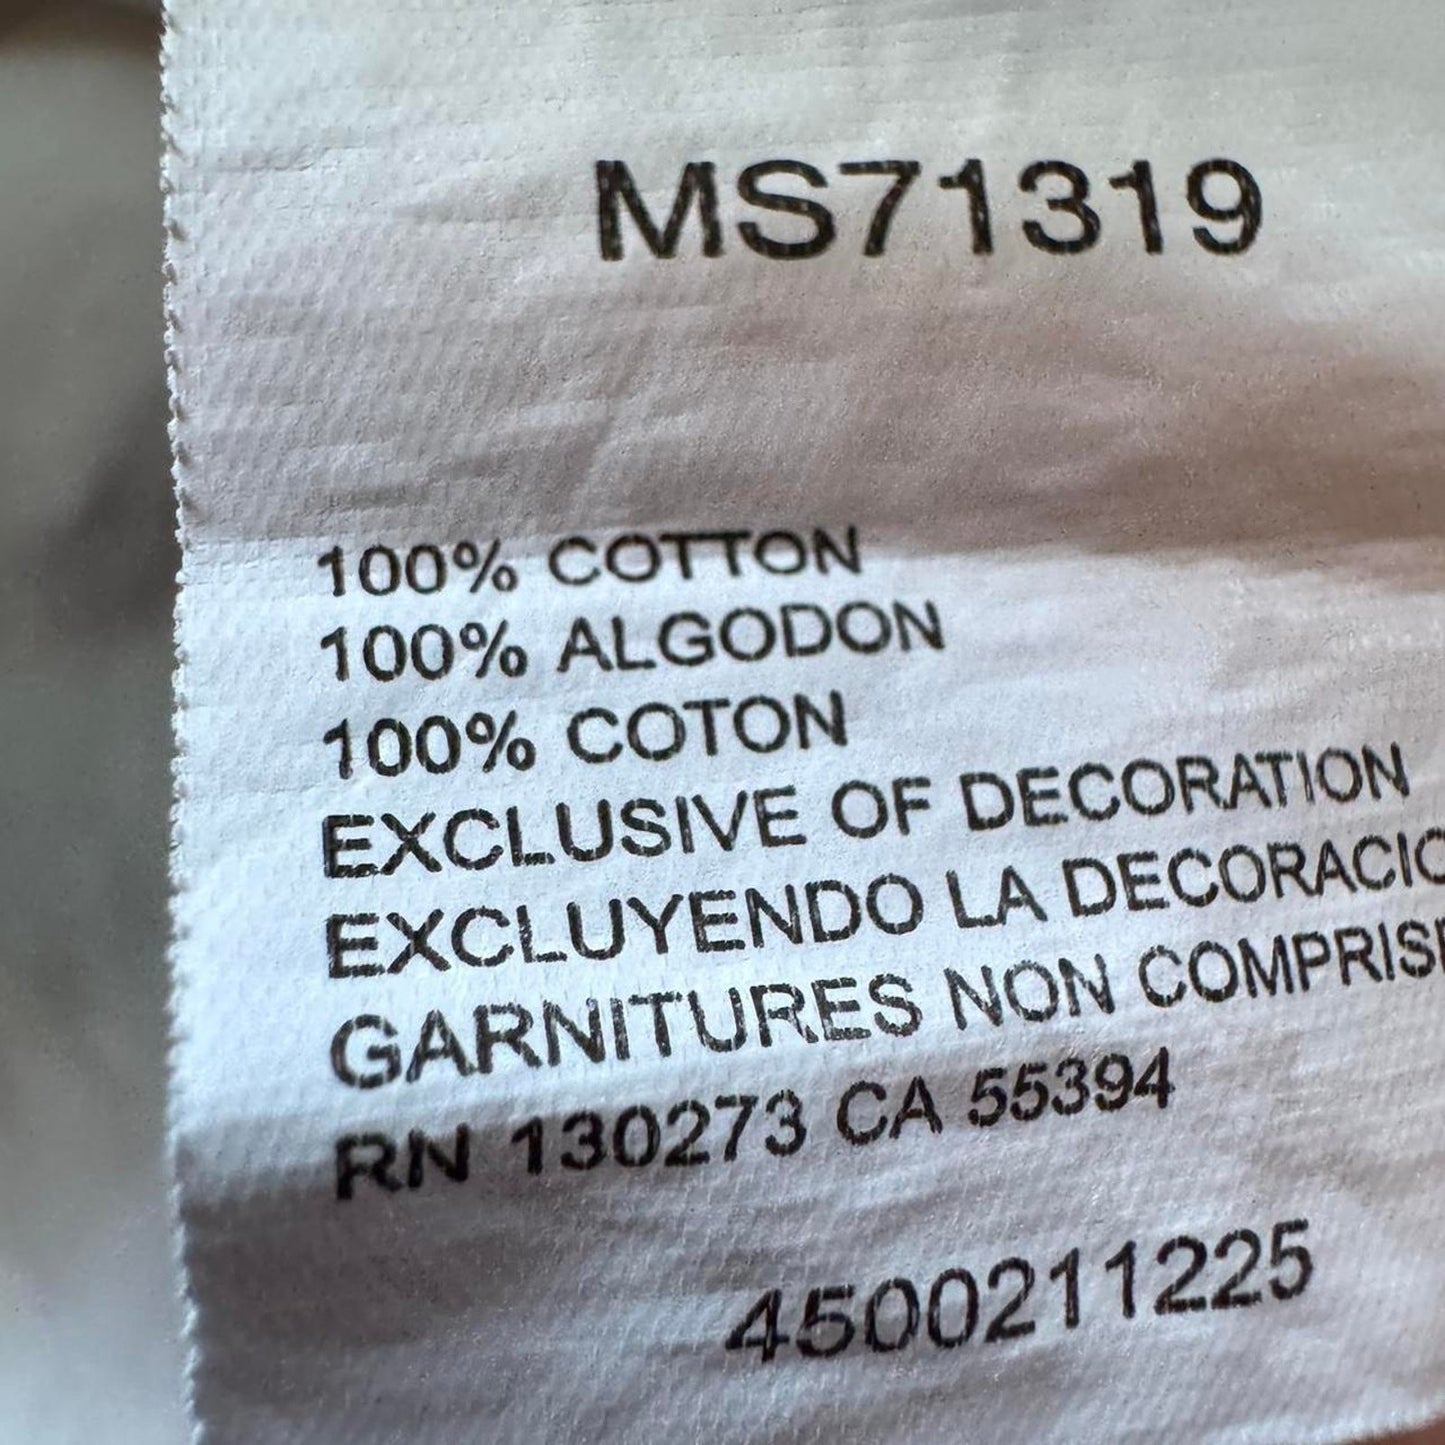 MS71319
100% COTTON
100% ALGODON
100% COTON
EXCLUSIVE OF DECORATION
EXCLUYENDO LA
GARNITURES NON
RN 130273 CA 55394
4500211225